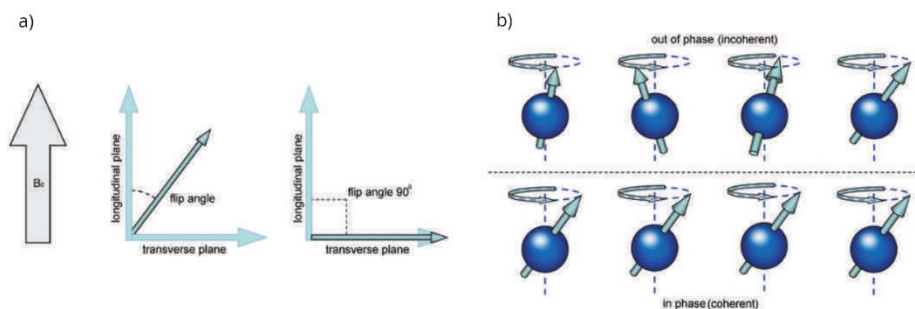 a)
B₀
longitudinal plane
flip angle
transverse plane
longitudinal plane
flip angle 90⁰
transverse plane
b)
out of phase (incoherent)
in phase (coherent)